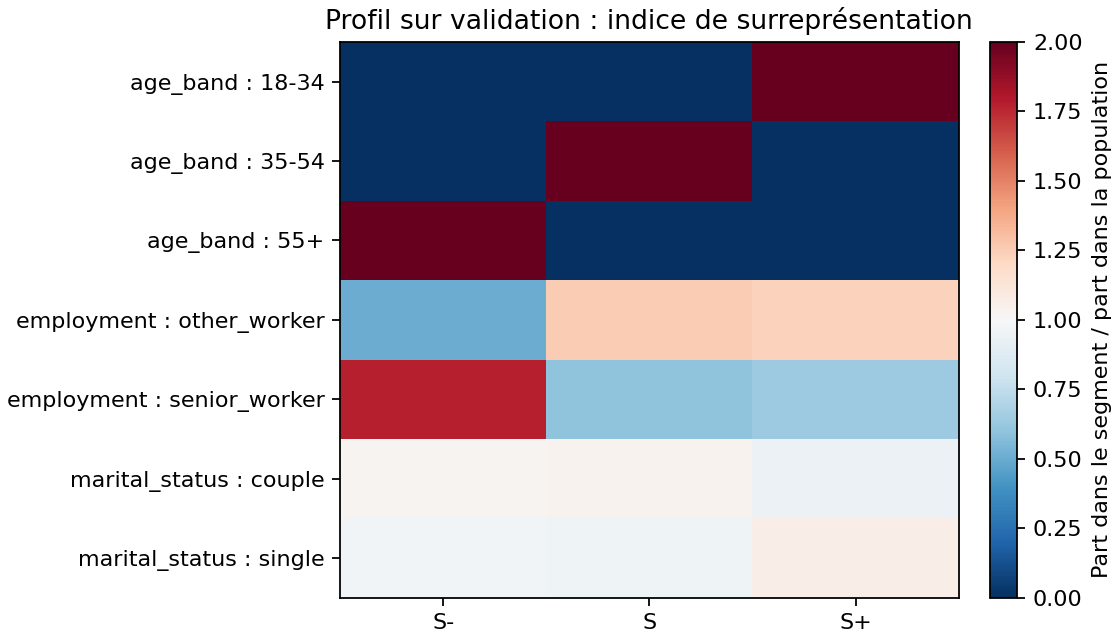 Profil sur validation : indice de surreprésentation
age_band : 18-34
age_band : 35-54
age_band : 55+
employment : other_worker
employment : senior_worker
marital_status : couple
marital_status : single
S-
S
S+
2.00
1.75
1.50
1.25
1.00
0.75
0.50
0.25
0.00
Part dans le segment / part dans la population